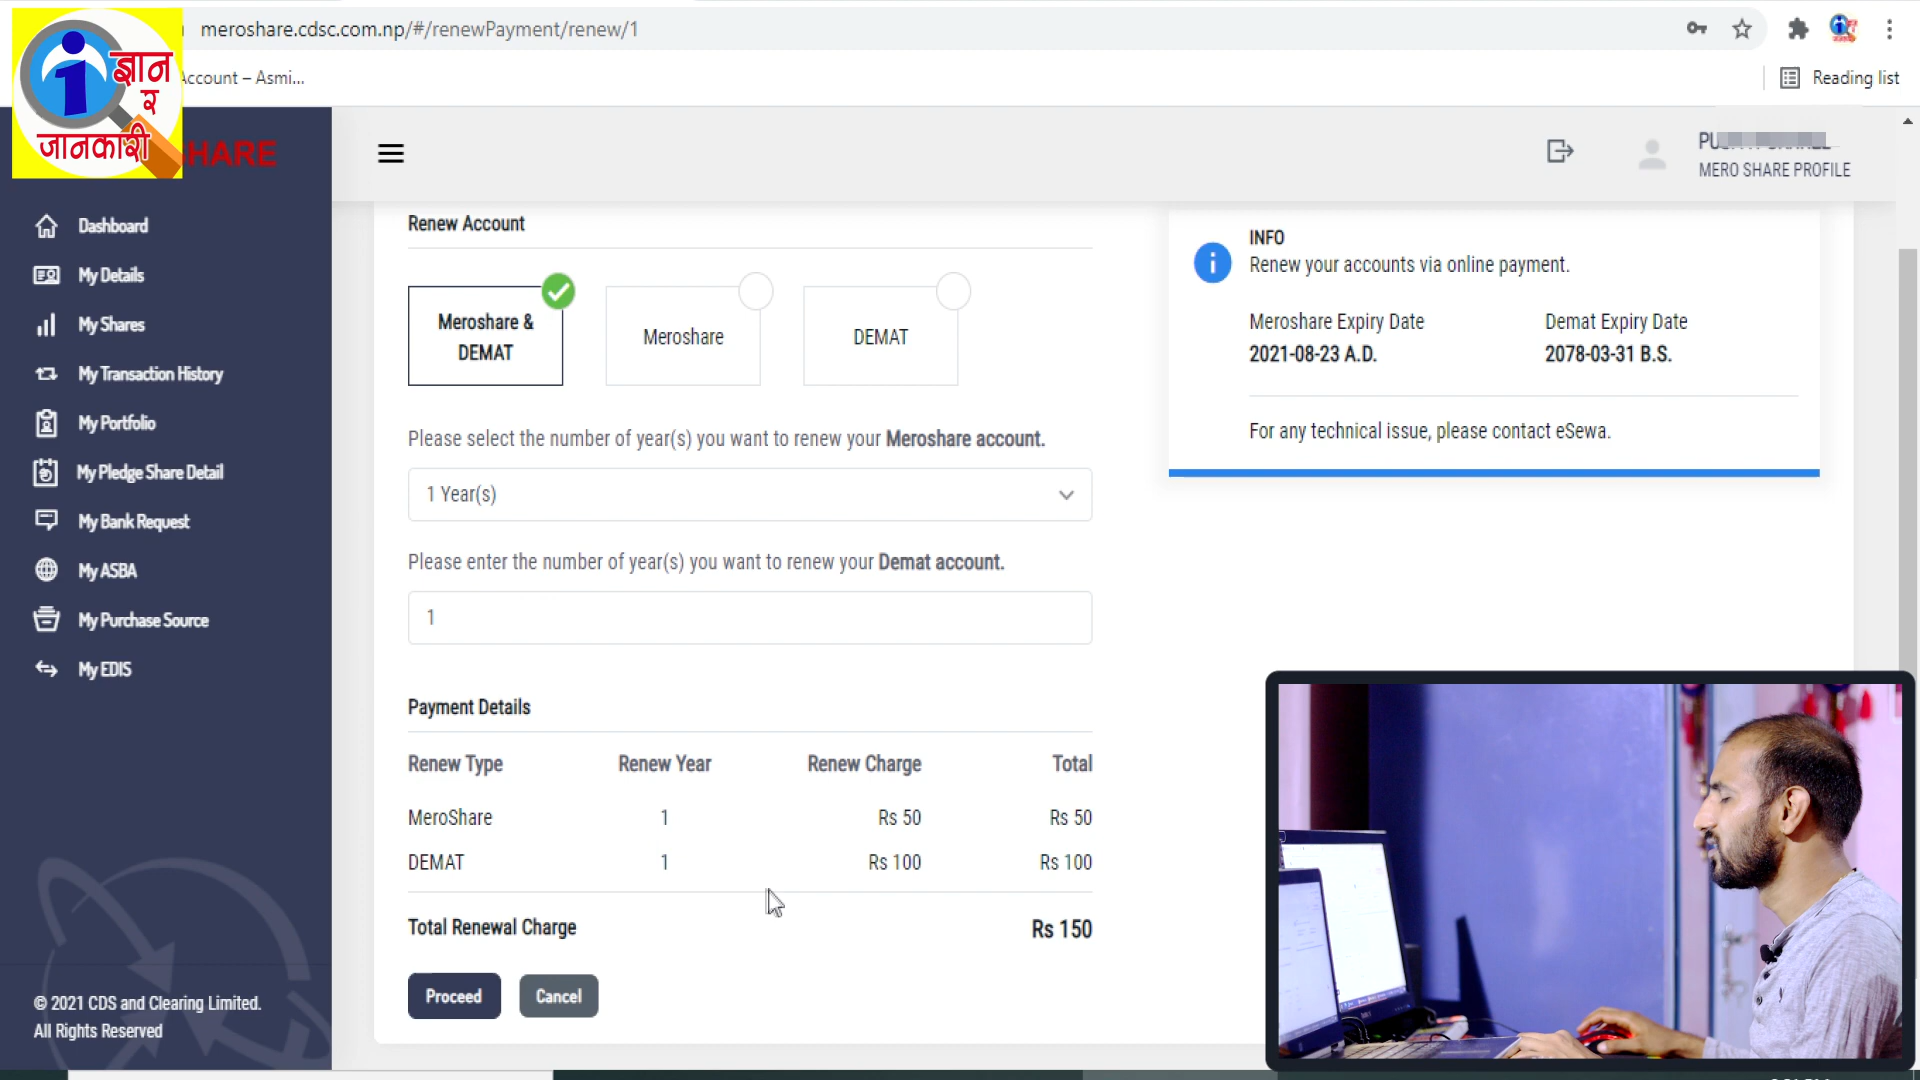 meroshare.cdsc.com.np/#/renewPayment/renew/1
Account – Asmi...
Reading list
ज्ञान
र
जानकारी
SHARE
MERO SHARE PROFILE
Dashboard
My Details
My Shares
My Transaction History
My Portfolio
My Pledge Share Detail
My Bank Request
My ASBA
My Purchase Source
My EDIS
© 2021 CDS and Clearing Limited.
All Rights Reserved
Renew Account
Meroshare &
DEMAT
Meroshare
DEMAT
Please select the number of year(s) you want to renew your Meroshare account.
1 Year(s)
Please enter the number of year(s) you want to renew your Demat account.
1
Payment Details
Renew Type Renew Year Renew Charge Total
MeroShare 1 Rs 50 Rs 50
DEMAT 1 Rs 100 Rs 100
Total Renewal Charge Rs 150
Proceed Cancel
INFO
Renew your accounts via online payment.
Meroshare Expiry Date Demat Expiry Date
2021-08-23 A.D. 2078-03-31 B.S.
For any technical issue, please contact eSewa.